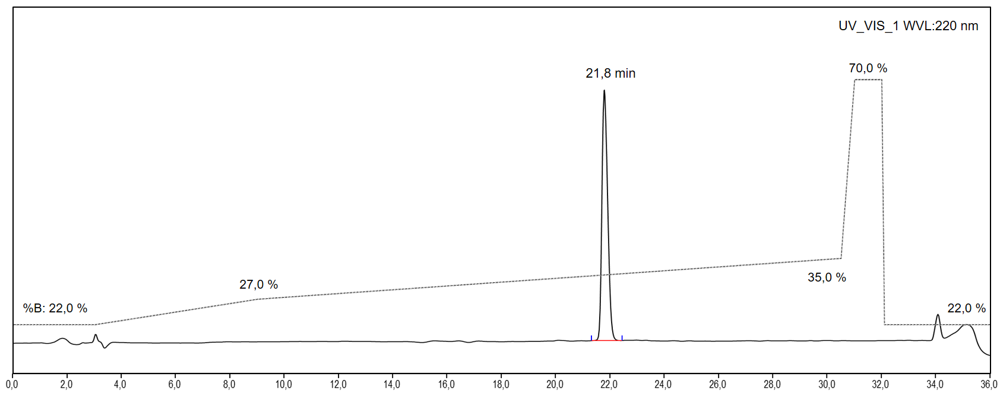 UV_VIS_1 WVL:220 nm
70,0 %
21,8 min
27,0 %
35,0 %
%B: 22,0 %
22,0 %
0,0 2,0 4,0 6,0 8,0 10,0 12,0 14,0 16,0 18,0 20,0 22,0 24,0 26,0 28,0 30,0 32,0 34,0 36,0